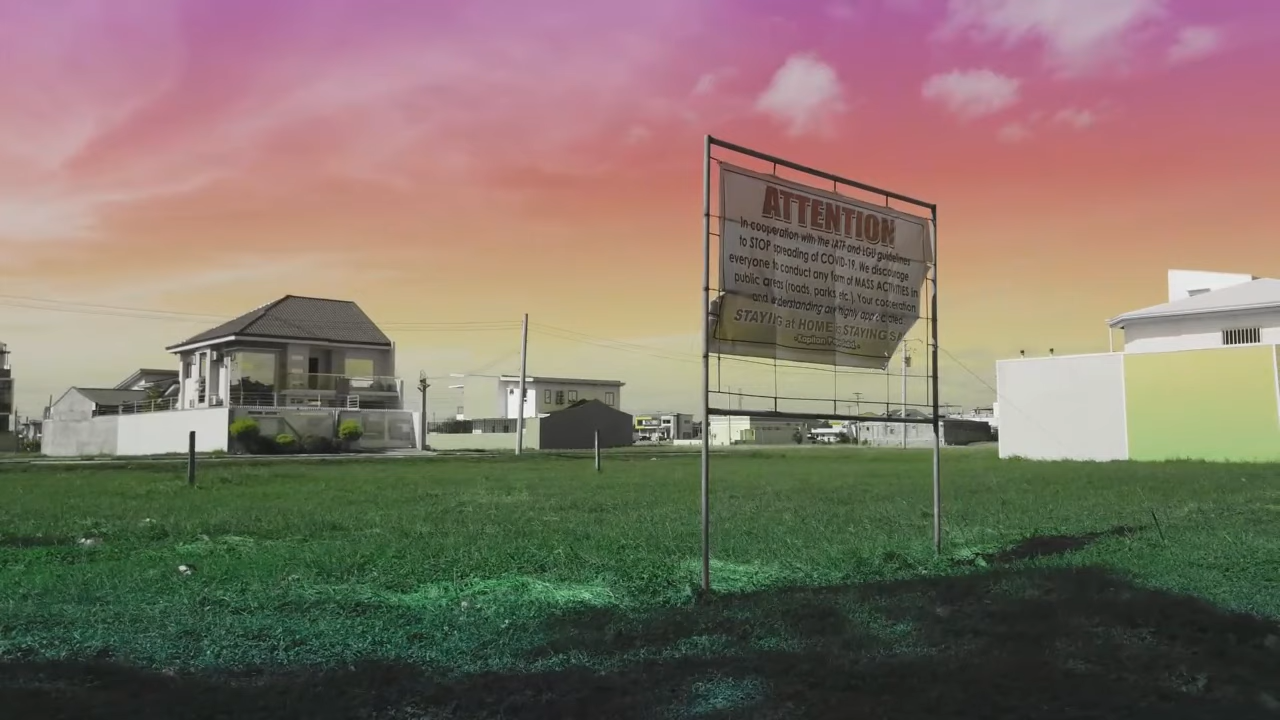 ATTENTION
In cooperation with the IATF and LGU guidelines
to STOP spreading of COVID-19. We discourage
everyone to conduct any form of MASS ACTIVITIES in
public areas (roads, parks, etc.). Your cooperation
and understanding are highly appreciated
STAYING at HOME is STAYING